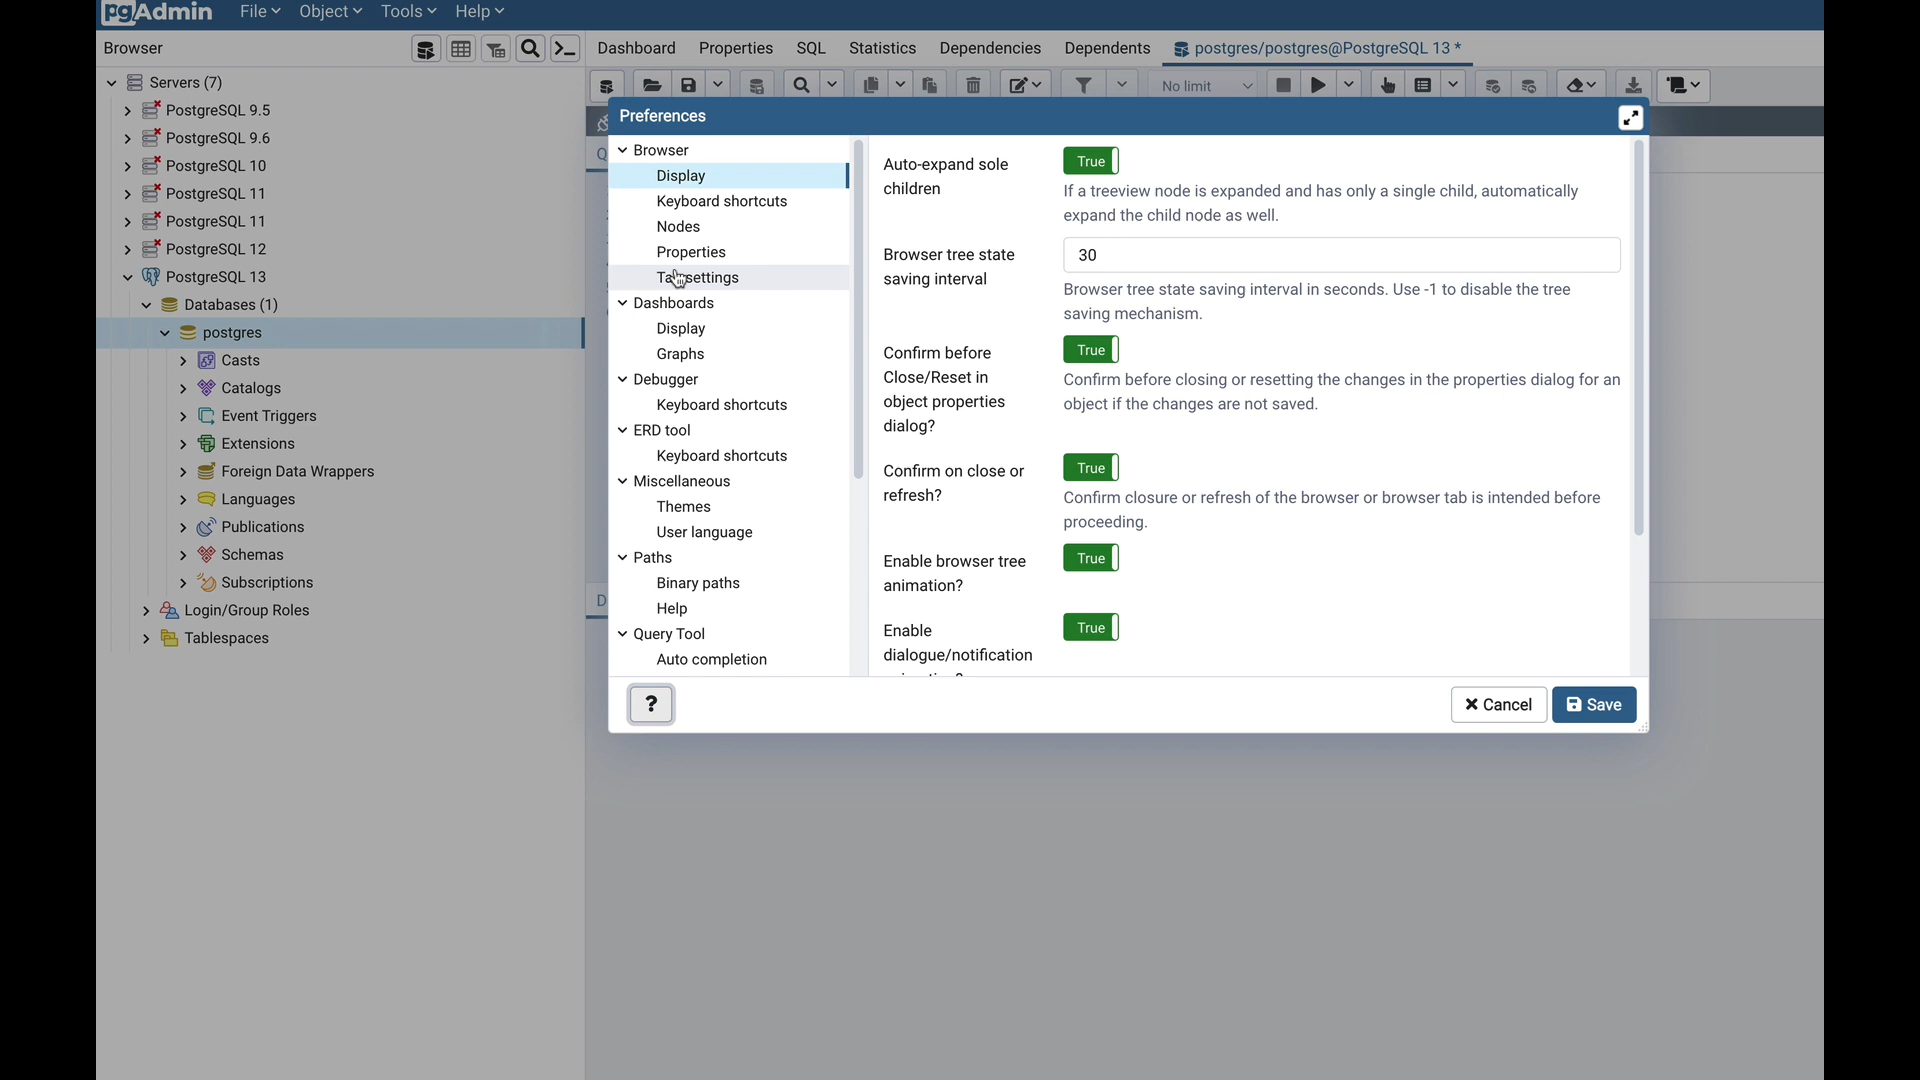 pgAdmin File Object Tools Help
Browser
Dashboard Properties SQL Statistics Dependencies Dependents postgres/postgres@PostgreSQL 13 *
No limit
Servers (7)
PostgreSQL 9.5
PostgreSQL 9.6
PostgreSQL 10
PostgreSQL 11
PostgreSQL 11
PostgreSQL 12
PostgreSQL 13
Databases (1)
postgres
Casts
Catalogs
Event Triggers
Extensions
Foreign Data Wrappers
Languages
Publications
Schemas
Subscriptions
Login/Group Roles
Tablespaces
Preferences
Browser
Display
Keyboard shortcuts
Nodes
Properties
settings
Dashboards
Display
Graphs
Debugger
Keyboard shortcuts
ERD tool
Keyboard shortcuts
Miscellaneous
Themes
User language
Paths
Binary paths
Help
Query Tool
Auto completion
Auto-expand sole
children
True
If a treeview node is expanded and has only a single child, automatically
expand the child node as well.
Browser tree state
saving interval
30
Browser tree state saving interval in seconds. Use -1 to disable the tree
saving mechanism.
Confirm before
Close/Reset in
object properties
dialog?
True
Confirm before closing or resetting the changes in the properties dialog for an
object if the changes are not saved.
Confirm on close or
refresh?
True
Confirm closure or refresh of the browser or browser tab is intended before
proceeding.
Enable browser tree
animation?
True
Enable
dialogue/notification
True
?
Cancel
Save